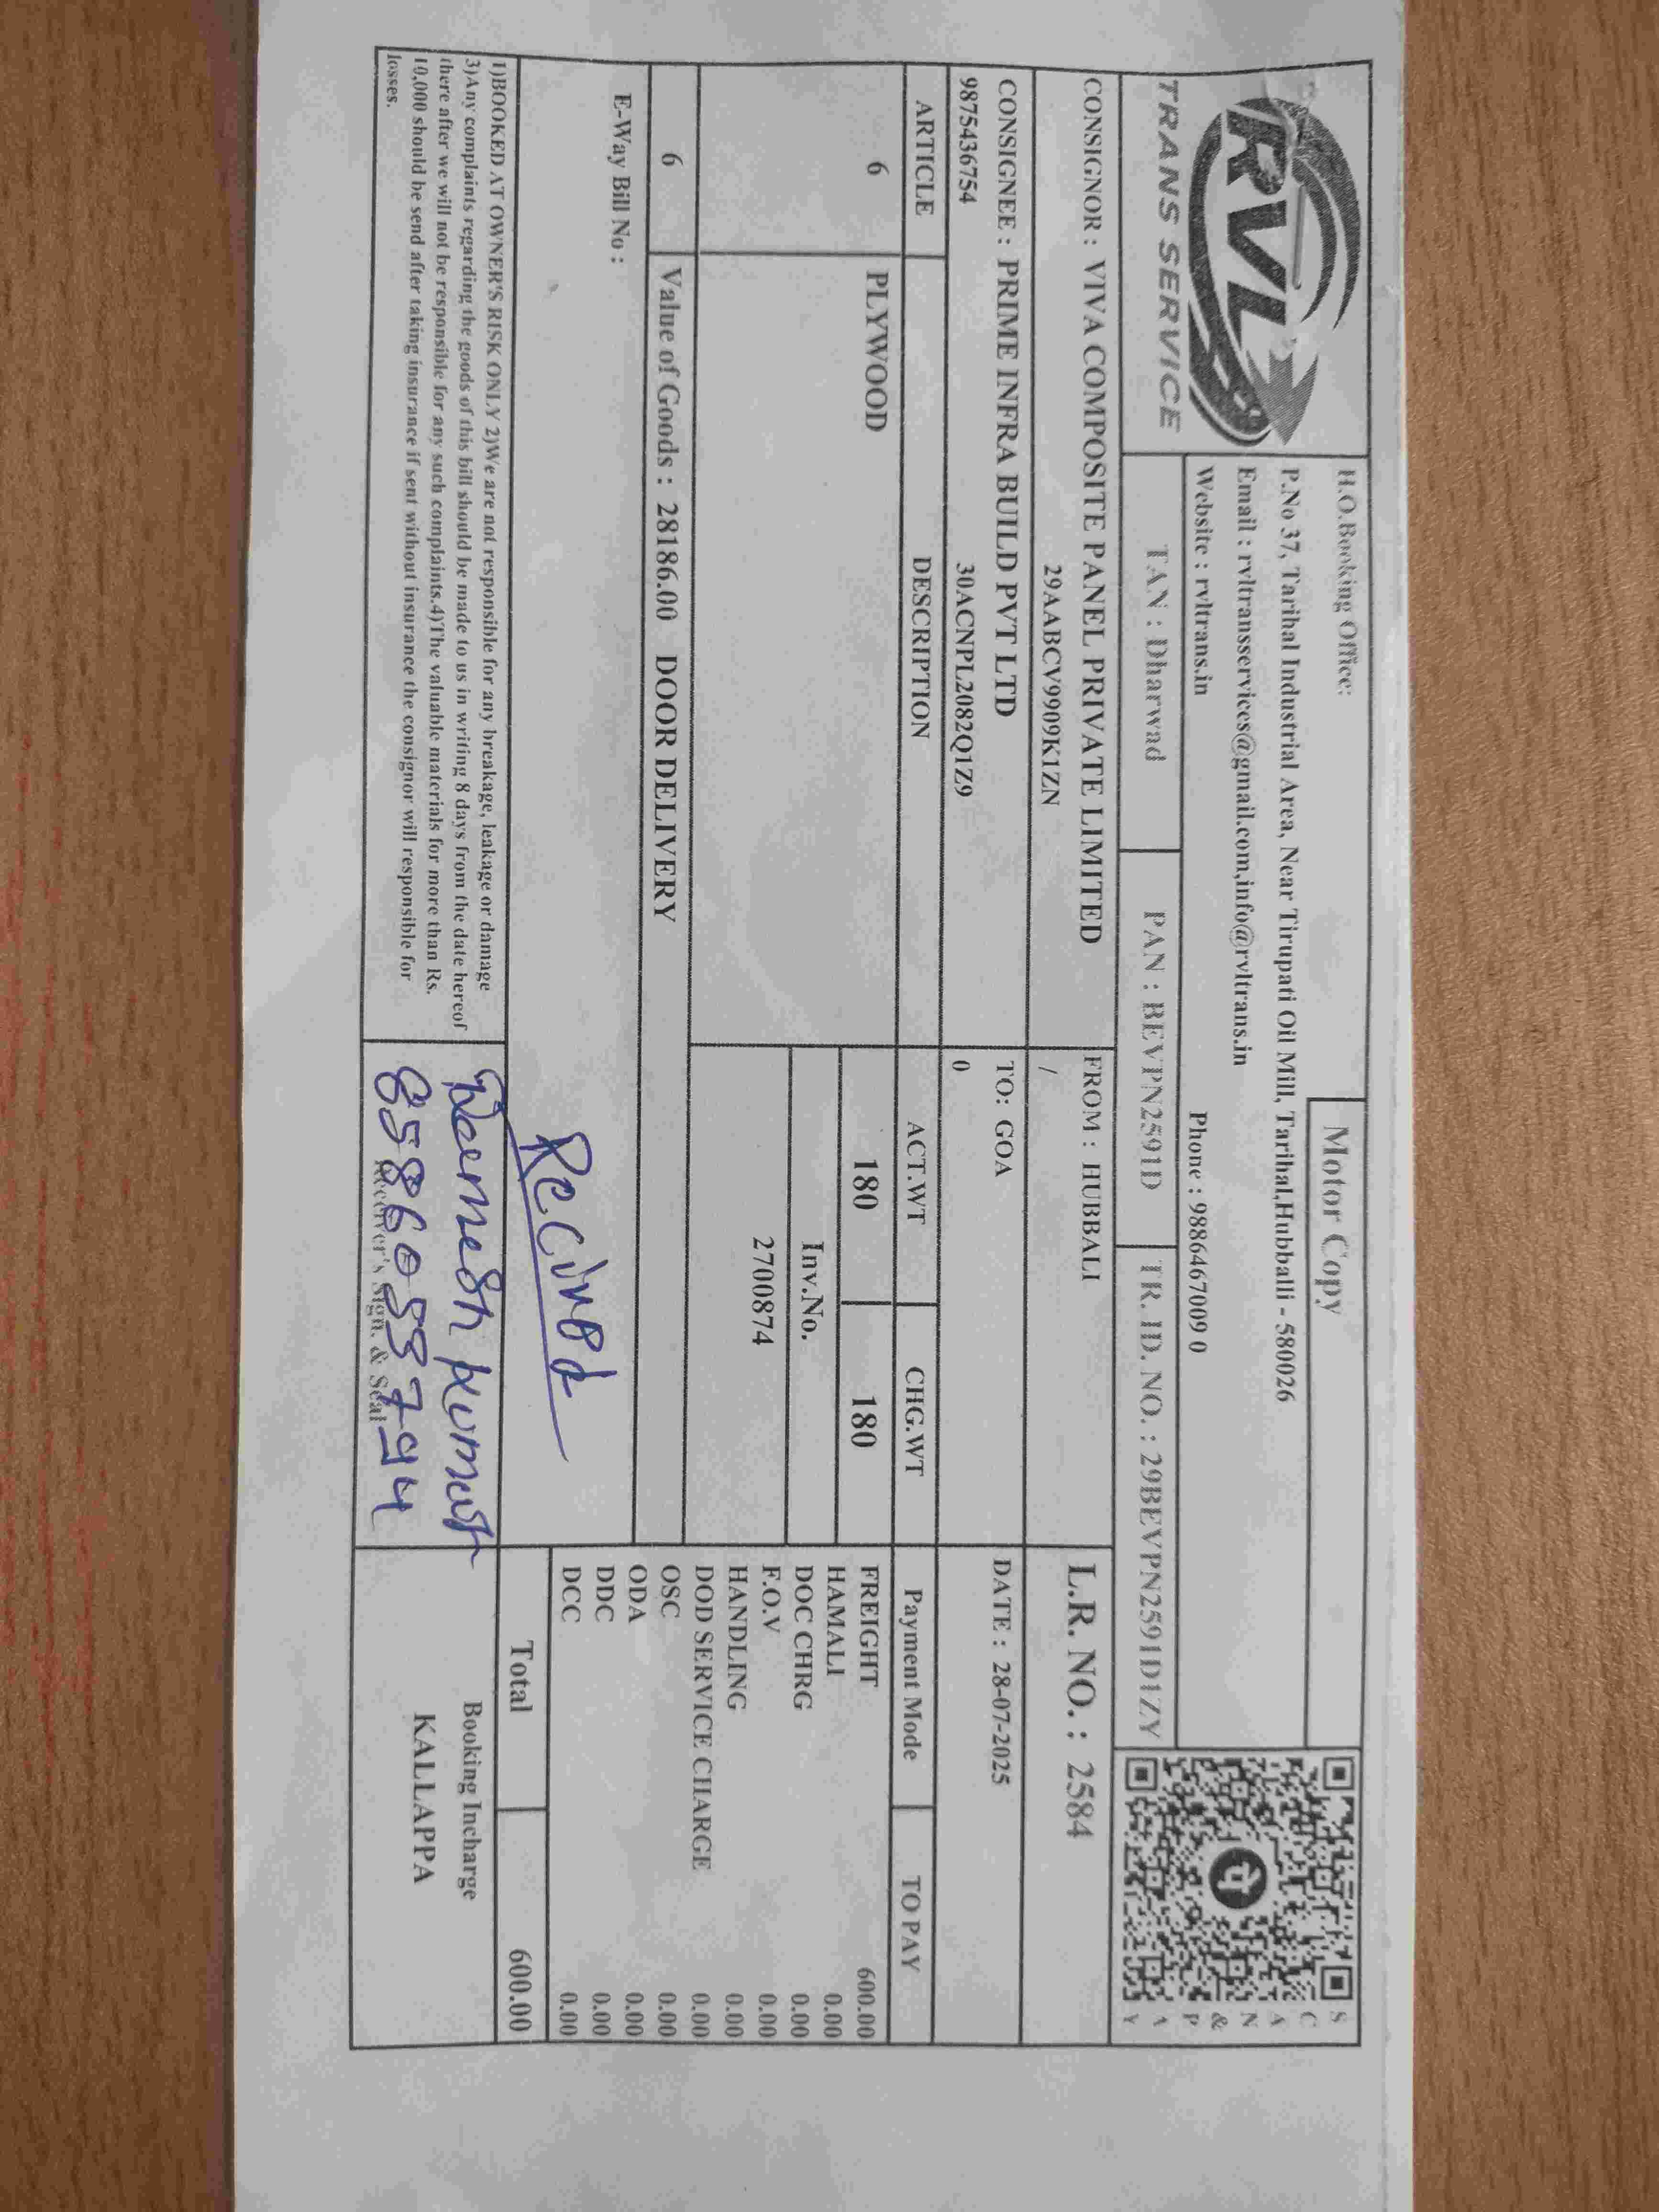 RVL
TRANS SERVICE
H.O.Booking Office:
Motor Copy
P.No 37, Tarihal Industrial Area, Near Tirupati Oil Mill, Tarihal,Hubballi - 580026
Email : rvltransservices@gmail.com,info@rvltrans.in
Website : rvltrans.in Phone : 9886467009 0
SCAN & PAY
TAN : Dharwad PAN : BEVPN2591D TR. ID. NO. : 29BEVPN2591D1ZY
CONSIGNOR : VIVA COMPOSITE PANEL PRIVATE LIMITED FROM : HUBBALI L.R. NO. : 2584
29AABCV9909K1ZN /
CONSIGNEE : PRIME INFRA BUILD PVT LTD TO: GOA DATE : 28-07-2025
9875436754 30ACNPL2082Q1Z9 0
ARTICLE DESCRIPTION ACT.WT CHG.WT Payment Mode TO PAY
6 PLYWOOD 180 180 FREIGHT 600.00
HAMALI 0.00
Inv.No. DOC CHRG 0.00
2700874 F.O.V 0.00
HANDLING 0.00
DOD SERVICE CHARGE 0.00
6 Value of Goods : 28186.00 DOOR DELIVERY OSC 0.00
ODA 0.00
E-Way Bill No : DDC 0.00
DCC 0.00
Recived
Total 600.00
1)BOOKED AT OWNER'S RISK ONLY 2)We are not responsible for any breakage, leakage or damage
3)Any complaints regarding the goods of this bill should be made to us in writing 8 days from the date hereof
there after we will not be responsible for any such complaints.4)The valuable materials for more than Rs.
10,000 should be send after taking insurance if sent without insurance the consignor will responsible for
losses.
kumar
Receiver's Sign. & Seal
Booking Incharge
KALLAPPA